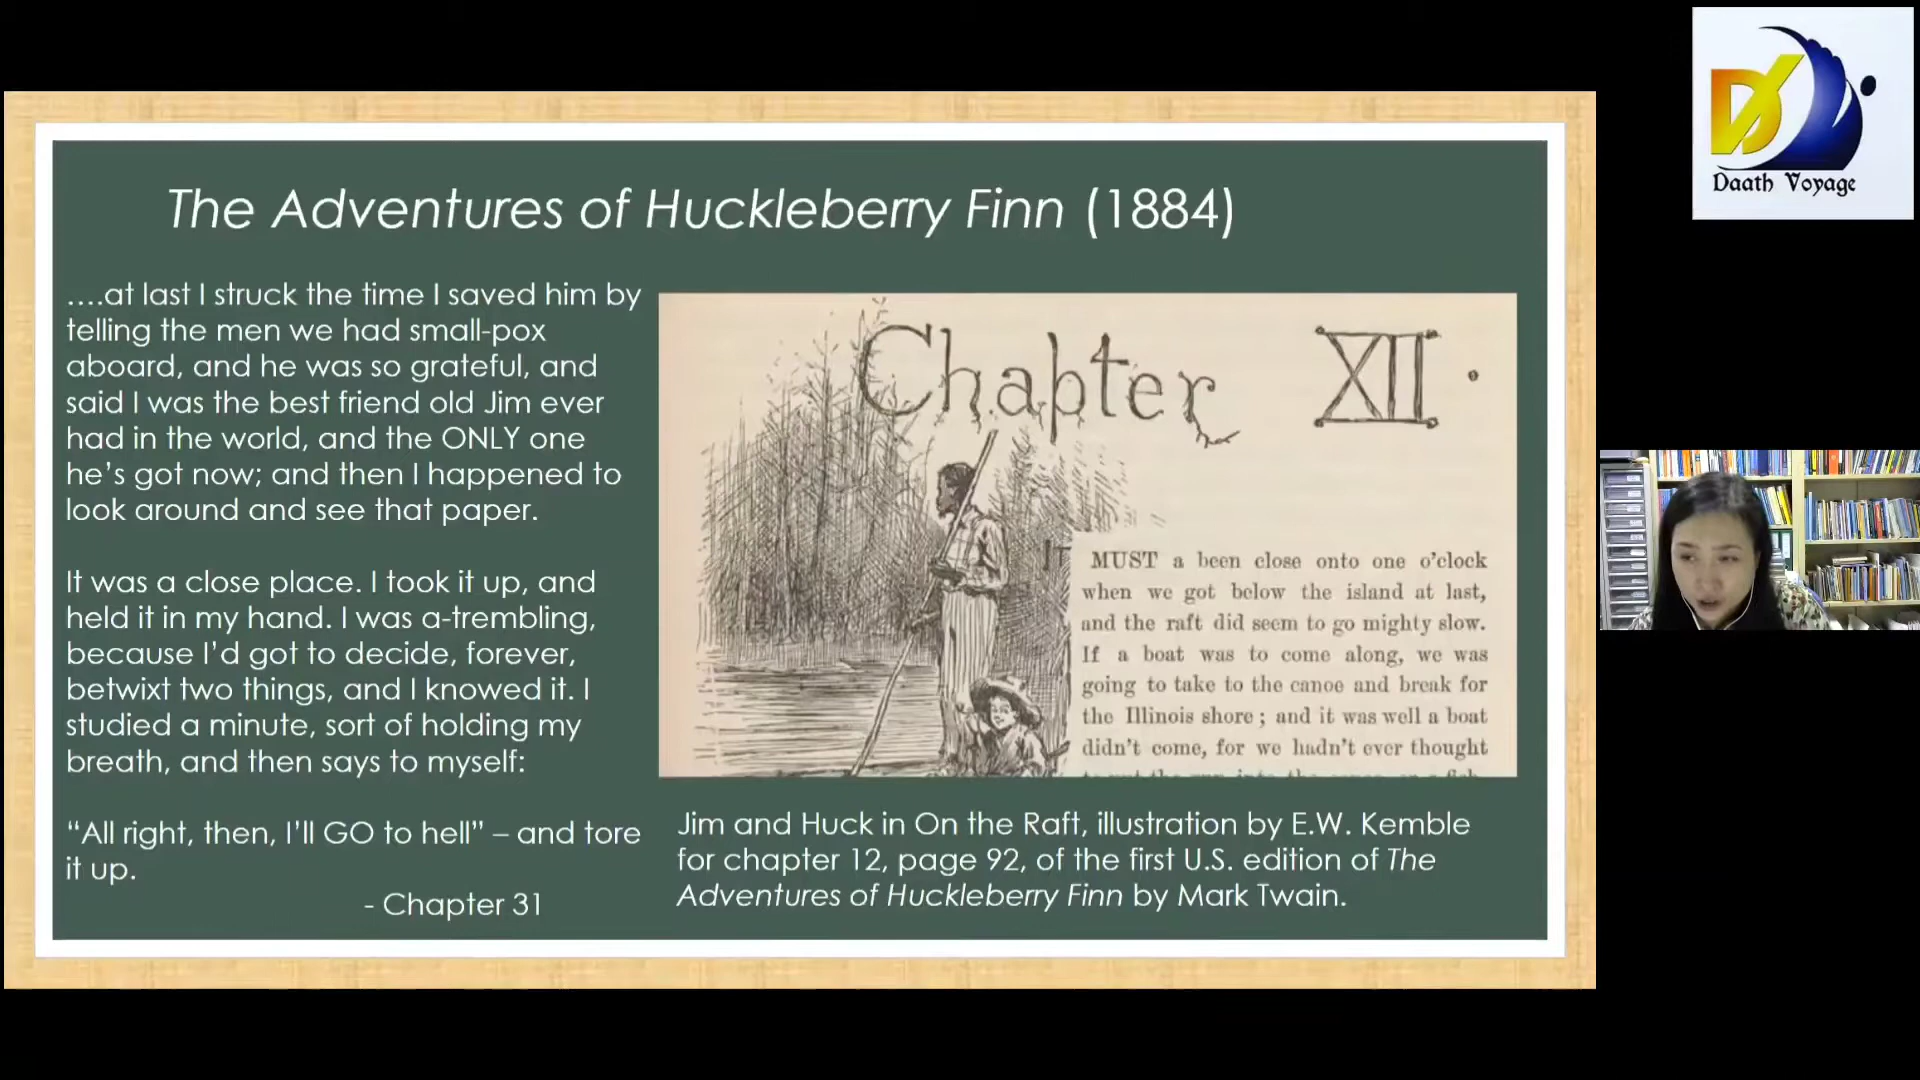 The Adventures of Huckleberry Finn (1884)
....at last I struck the time I saved him by
telling the men we had small-pox
aboard, and he was so grateful, and
said I was the best friend old Jim ever
had in the world, and the ONLY one
he’s got now; and then I happened to
look around and see that paper.
It was a close place. I took it up, and
held it in my hand. I was a-trembling,
because I’d got to decide, forever,
betwixt two things, and I knowed it. I
studied a minute, sort of holding my
breath, and then says to myself:
“All right, then, I’ll GO to hell” – and tore
it up.
- Chapter 31
Chapter XII.
IT MUST a been close onto one o’clock
when we got below the island at last,
and the raft did seem to go mighty slow.
If a boat was to come along, we was
going to take to the canoe and break for
the Illinois shore; and it was well a boat
didn’t come, for we hadn’t ever thought
Jim and Huck in On the Raft, illustration by E.W. Kemble
for chapter 12, page 92, of the first U.S. edition of The
Adventures of Huckleberry Finn by Mark Twain.
DV
Daath Voyage